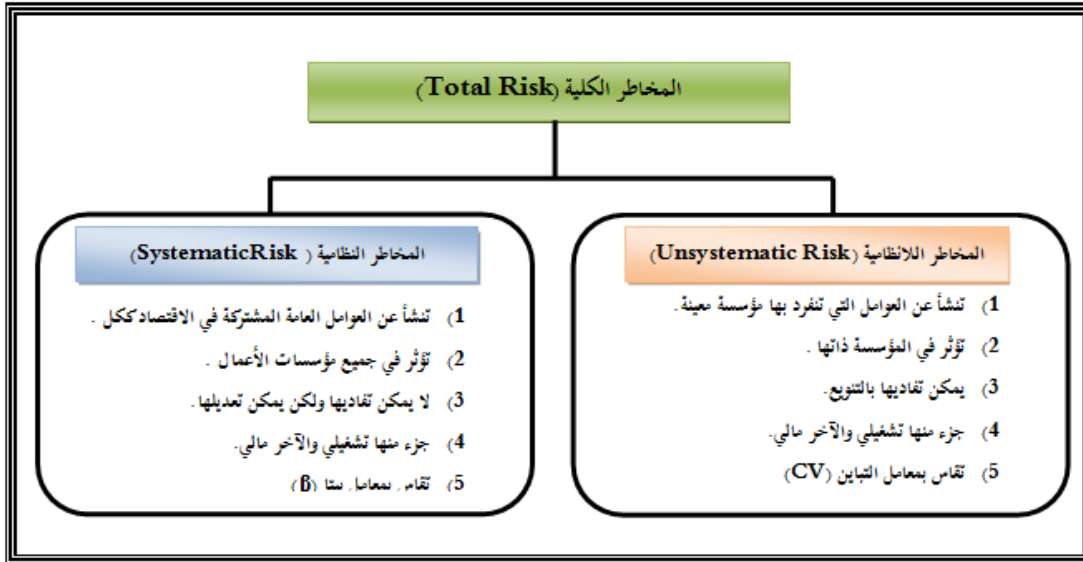 المخاطر الكلية (Total Risk)
المخاطر اللانظامية (Unsystematic Risk)
1) تنشأ عن العوامل التي تنفرد بها مؤسسة معينة.
2) تؤثر في المؤسسة ذاتها .
3) يمكن تفاديها بالتنويع.
4) جزء منها تشغيلي والآخر مالي.
5) تقاس بمعامل التباين (CV)
المخاطر النظامية ( SystematicRisk)
1) تنشأ عن العوامل العامة المشتركة في الاقتصاد ككل .
2) تؤثر في جميع مؤسسات الأعمال .
3) لا يمكن تفاديها ولكن يمكن تعديلها.
4) جزء منها تشغيلي والآخر مالي.
5) تقاس بمعامل بيتا (β)